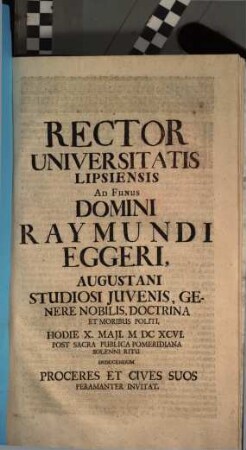 RECTOR
UNIVERSITATIS
LIPSIENSIS
AD FUNUS
DOMINI
RAYMUNDI
EGGERI,
AUGUSTANI
STUDIOSI JUVENIS, GE-
NERE NOBILIS, DOCTRINA
ET MORIBUS POLITI,
HODIE X. MAJI. M DC XCVI.
POST SACRA PUBLICA POMERIDIANA
SOLENNI RITU
DEDUCENDUM
PROCERES ET CIVES SUOS
PERAMANTER INVITAT.